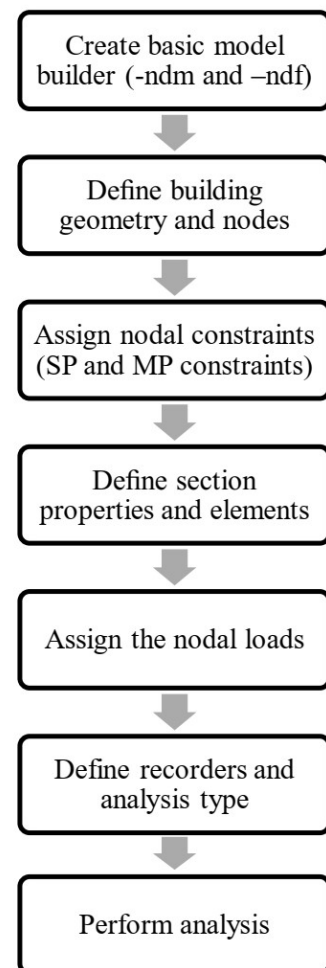 Create basic model
builder (-ndm and –ndf)
Define building
geometry and nodes
Assign nodal constraints
(SP and MP constraints)
Define section
properties and elements
Assign the nodal loads
Define recorders and
analysis type
Perform analysis